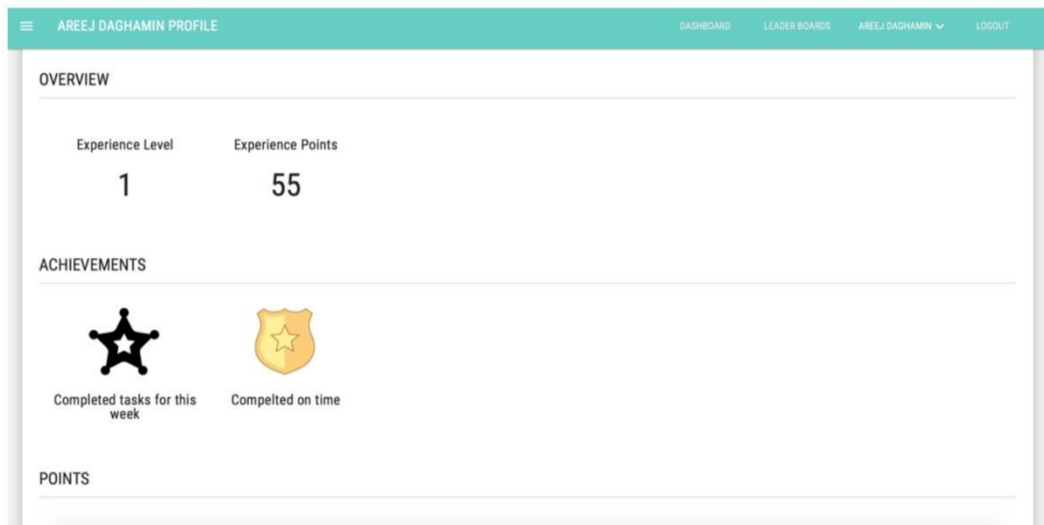 AREEJ DAGHAMIN PROFILE
DASHBOARD
LEADER BOARDS
AREEJ DAGHAMIN
LOGOUT
OVERVIEW
Experience Level
Experience Points
1
55
ACHIEVEMENTS
Completed tasks for this
week
Compelted on time
POINTS